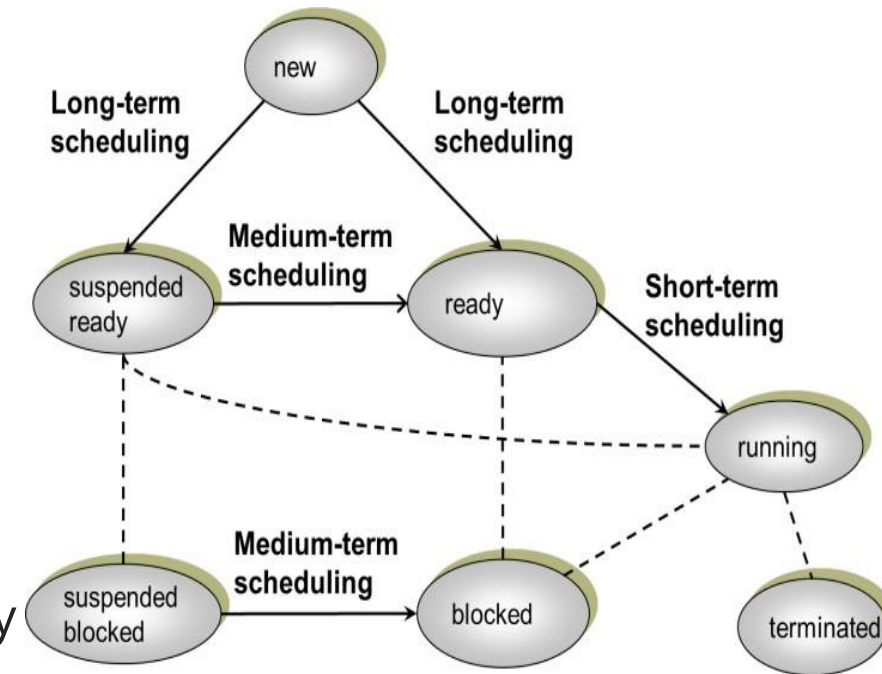 new
Long-term
scheduling
Long-term
scheduling
Medium-term
scheduling
suspended
ready
ready
Short-term
scheduling
running
Medium-term
scheduling
y
suspended
blocked
blocked
terminated